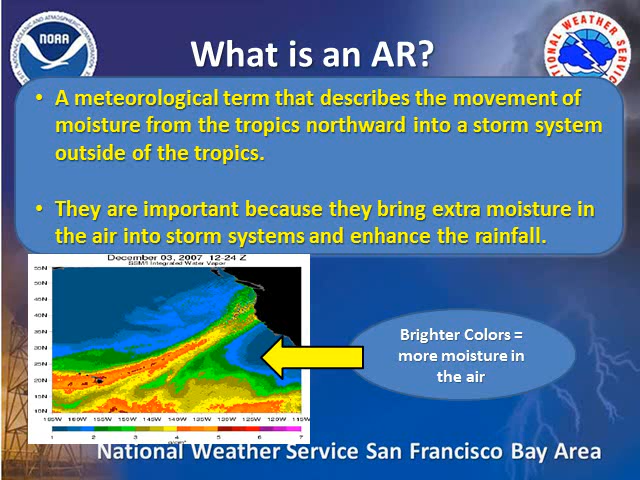 NOAA
NATIONAL WEATHER SERVICE
What is an AR?
• A meteorological term that describes the movement of
moisture from the tropics northward into a storm system
outside of the tropics.
• They are important because they bring extra moisture in
the air into storm systems and enhance the rainfall.
December 03, 2007 12-24 Z
SSMI Integrated Water Vapor
55N
50N
45N
40N
35N
30N
25N
20N
15N
10N
165W 160W 155W 150W 145W 140W 135W 130W 125W 120W 115W
1 2 3 4 5 6 7
Brighter Colors =
more moisture in
the air
National Weather Service San Francisco Bay Area